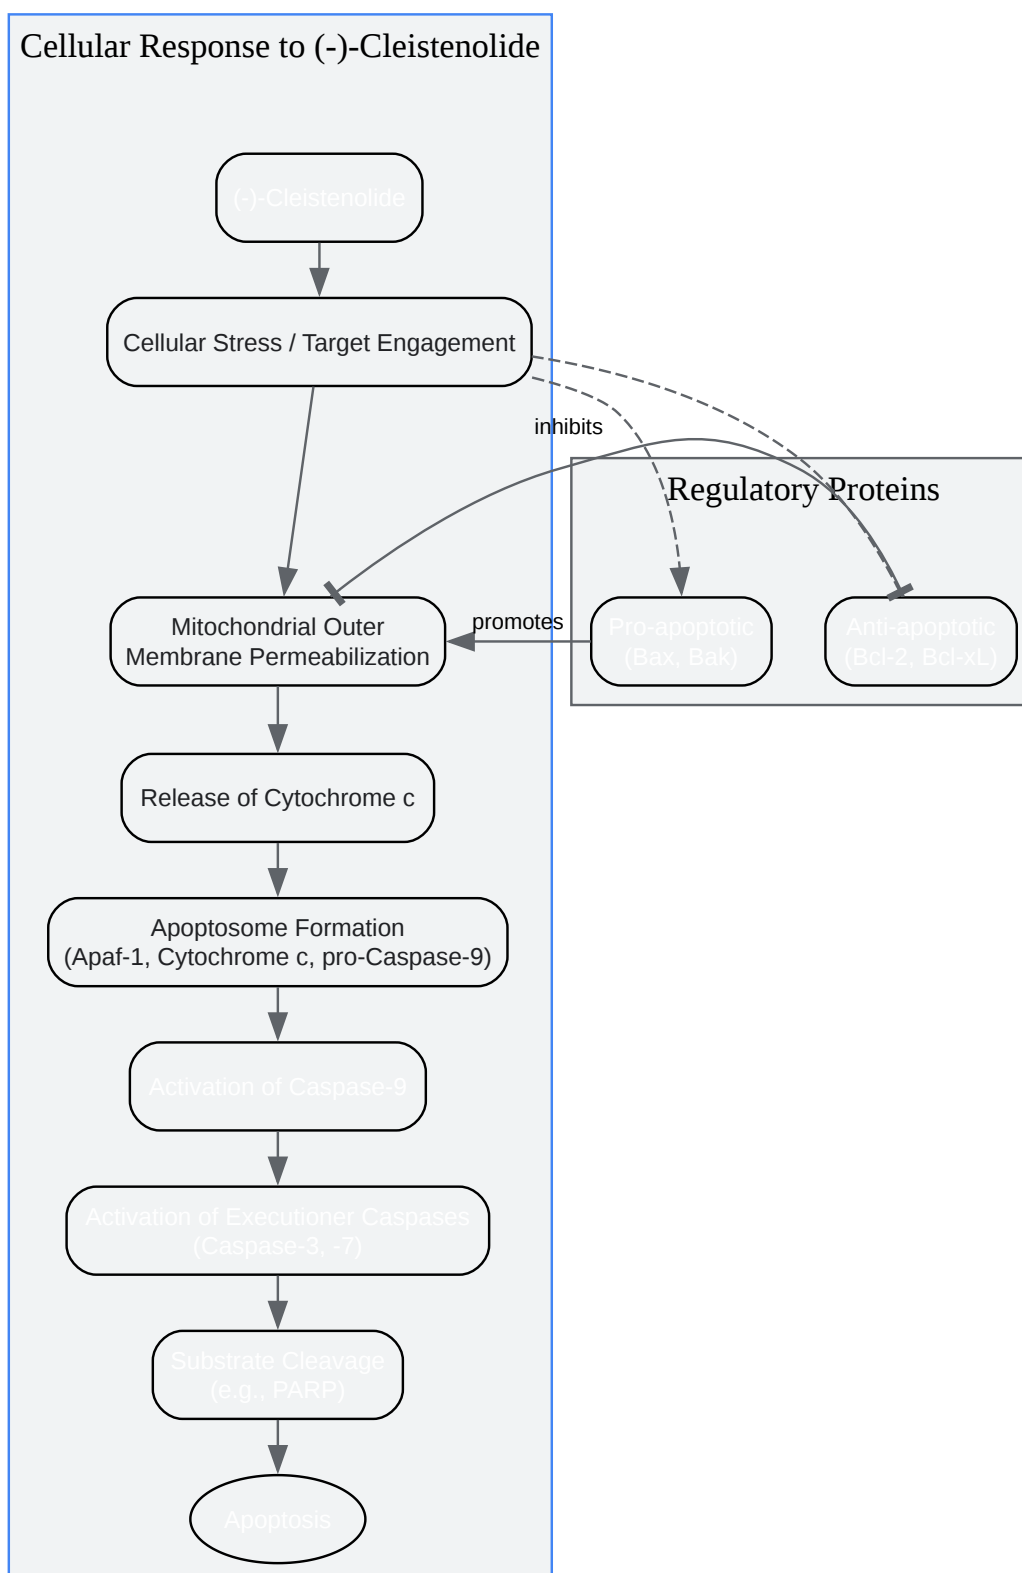 Cellular Response to (-)-Cleistenolide
(-)-Cleistenolide
Cellular Stress / Target Engagement
inhibits
Regulatory Proteins
Mitochondrial Outer
Membrane Permeabilization
promotes
Pro-apoptotic
(Bax, Bak)
Anti-apoptotic
(Bcl-2, Bcl-xL)
Release of Cytochrome c
Apoptosome Formation
(Apaf-1, Cytochrome c, pro-Caspase-9)
Activation of Caspase-9
Activation of Executioner Caspases
(Caspase-3, -7)
Substrate Cleavage
(e.g., PARP)
Apoptosis